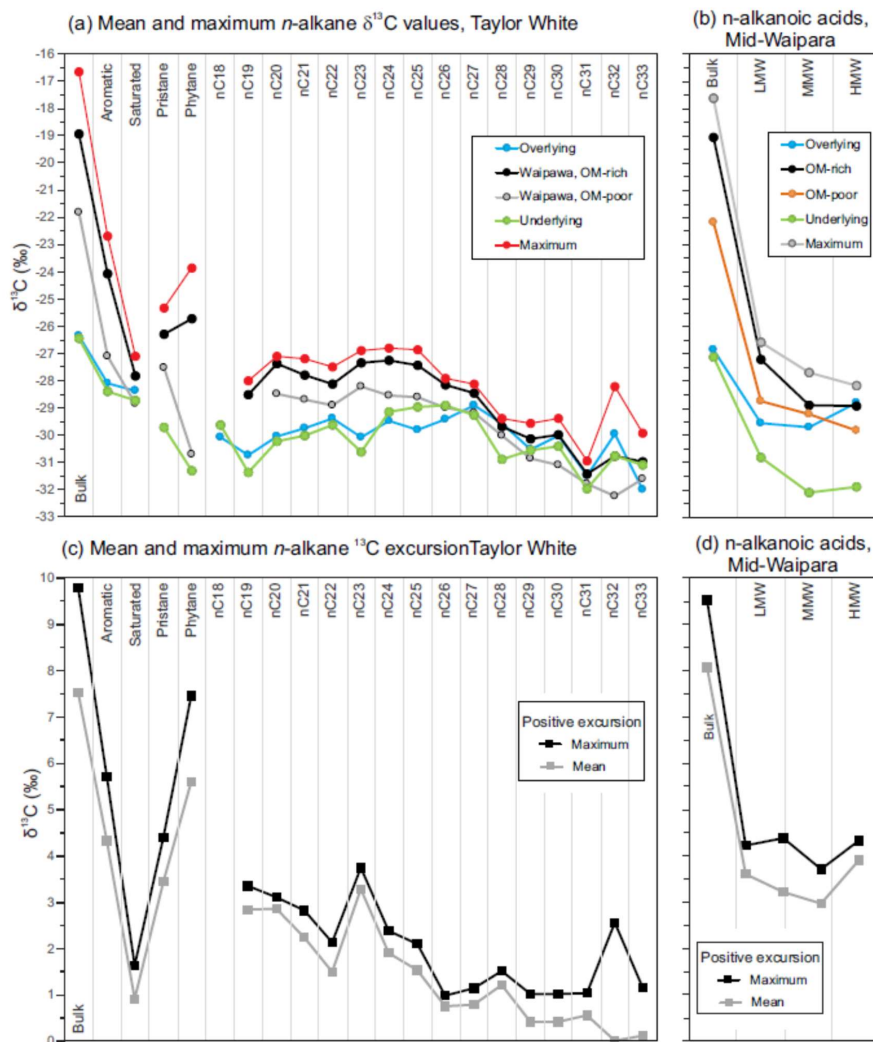 (a) Mean and maximum n-alkane δ¹³C values, Taylor White
-16
-17
-18
-19
-20
-21
-22
-23
-24
-25
-26
-27
-28
-29
-30
-31
-32
-33
δ¹³C (‰)
Bulk
Aromatic
Saturated
Pristane
Phytane
nC18
nC19
nC20
nC21
nC22
nC23
nC24
nC25
nC26
nC27
nC28
nC29
nC30
nC31
nC32
nC33
Overlying
Waipawa, OM-rich
Waipawa, OM-poor
Underlying
Maximum
(b) n-alkanoic acids,
Mid-Waipara
Bulk
LMW
MMW
HMW
Overlying
OM-rich
OM-poor
Underlying
Maximum
(c) Mean and maximum n-alkane ¹³C excursionTaylor White
10
9
8
7
6
5
4
3
2
1
0
δ¹³C (‰)
Bulk
Aromatic
Saturated
Pristane
Phytane
nC18
nC19
nC20
nC21
nC22
nC23
nC24
nC25
nC26
nC27
nC28
nC29
nC30
nC31
nC32
nC33
Positive excursion
Maximum
Mean
(d) n-alkanoic acids,
Mid-Waipara
Bulk
LMW
MMW
HMW
Positive excursion
Maximum
Mean